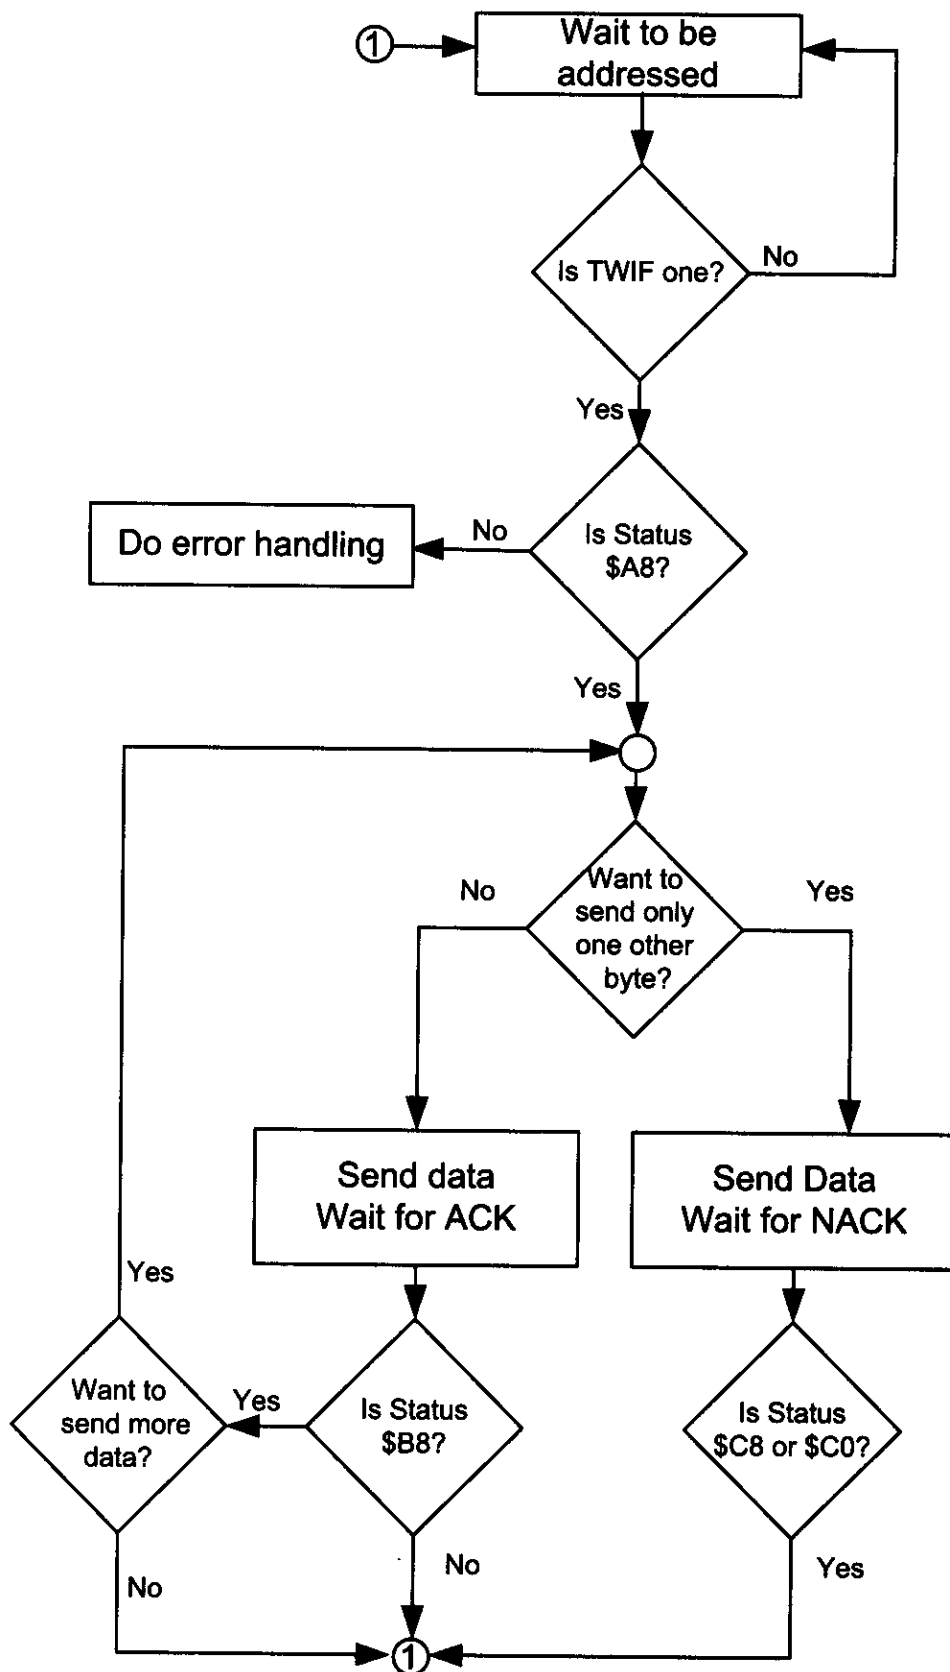 1
Wait to be
addressed
Is TWIF one?
No
Yes
Do error handling
No
Is Status
$A8?
Yes
No
Want to
send only
one other
byte?
Yes
Send data
Wait for ACK
Send Data
Wait for NACK
Yes
Want to
send more
data?
Yes
Is Status
$B8?
Is Status
$C8 or $C0?
No
No
Yes
1